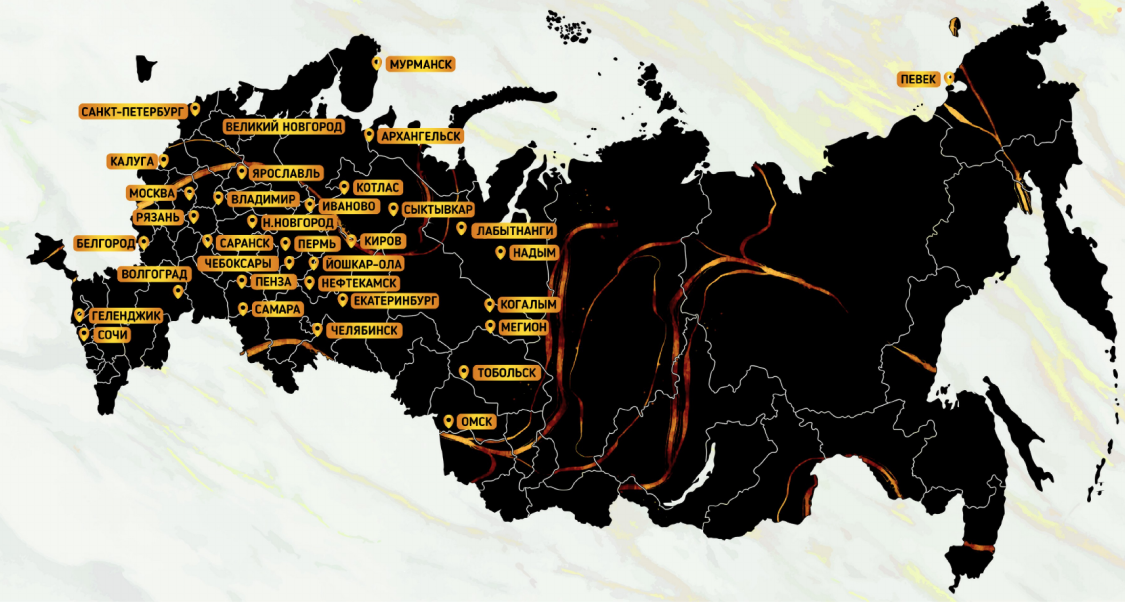 МУРМАНСК
ПЕВЕК
САНКТ-ПЕТЕРБУРГ
ВЕЛИКИЙ НОВГОРОД
АРХАНГЕЛЬСК
КАЛУГА
ЯРОСЛАВЛЬ
КОТЛАС
МОСКВА
ВЛАДИМИР
ИВАНОВО
СЫКТЫВКАР
РЯЗАНЬ
Н.НОВГОРОД
ЛАБЫТНАНГИ
БЕЛГОРОД
САРАНСК
ПЕРМЬ
КИРОВ
НАДЫМ
ЧЕБОКСАРЫ
ЙОШКАР-ОЛА
ВОЛГОГРАД
ПЕНЗА
НЕФТЕКАМСК
ЕКАТЕРИНБУРГ
КОГАЛЫМ
ГЕЛЕНДЖИК
САМАРА
МЕГИОН
СОЧИ
ЧЕЛЯБИНСК
ТОБОЛЬСК
ОМСК